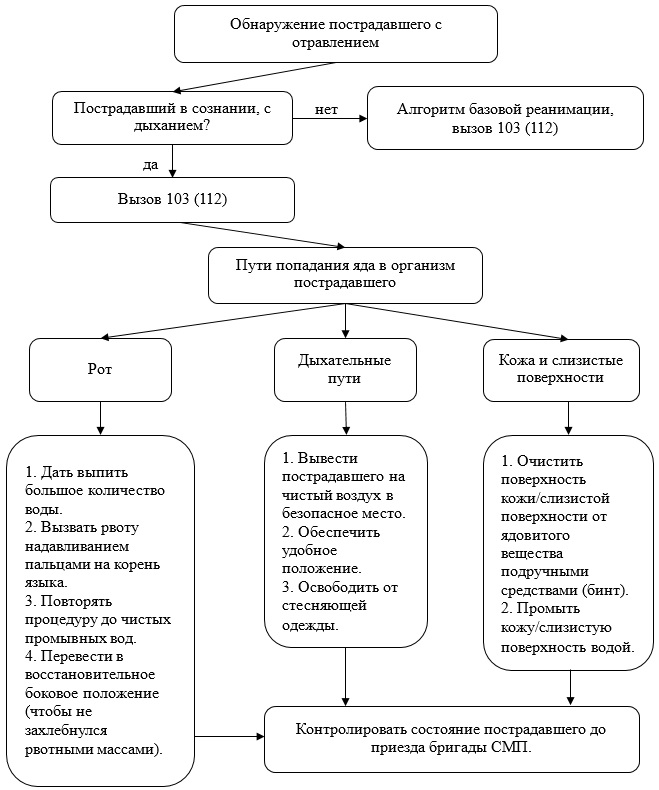 Обнаружение пострадавшего с
отравлением
Пострадавший в сознании, с
дыханием?
нет
Алгоритм базовой реанимации,
вызов 103 (112)
да
Вызов 103 (112)
Пути попадания яда в организм
пострадавшего
Рот
Дыхательные
пути
Кожа и слизистые
поверхности
1. Дать выпить
большое количество
воды.
2. Вызвать рвоту
надавливанием
пальцами на корень
языка.
3. Повторять
процедуру до чистых
промывных вод.
4. Перевести в
восстановительное
боковое положение
(чтобы не
захлебнулся
рвотными массами).
1. Вывести
пострадавшего на
чистый воздух в
безопасное место.
2. Обеспечить
удобное
положение.
3. Освободить от
стесняющей
одежды.
1. Очистить
поверхность
кожи/слизистой
поверхности от
ядовитого
вещества
подручными
средствами (бинт).
2. Промыть
кожу/слизистую
поверхность водой.
Контролировать состояние пострадавшего до
приезда бригады СМП.